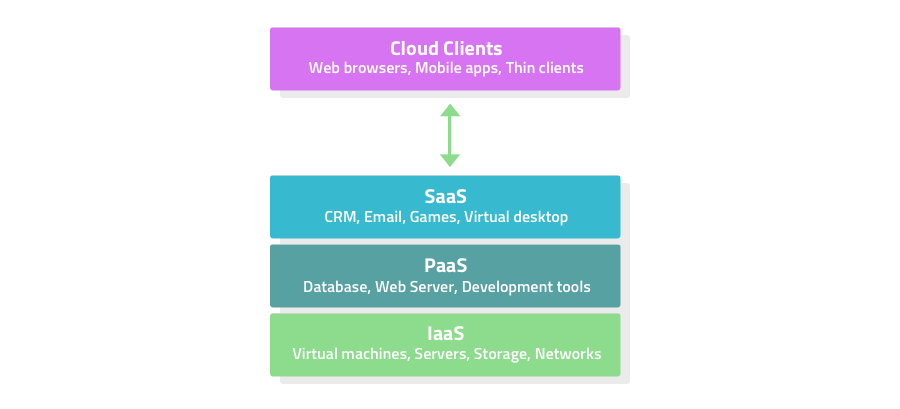 Cloud Clients
Web browsers, Mobile apps, Thin clients
SaaS
CRM, Email, Games, Virtual desktop
PaaS
Database, Web Server, Development tools
IaaS
Virtual machines, Servers, Storage, Networks